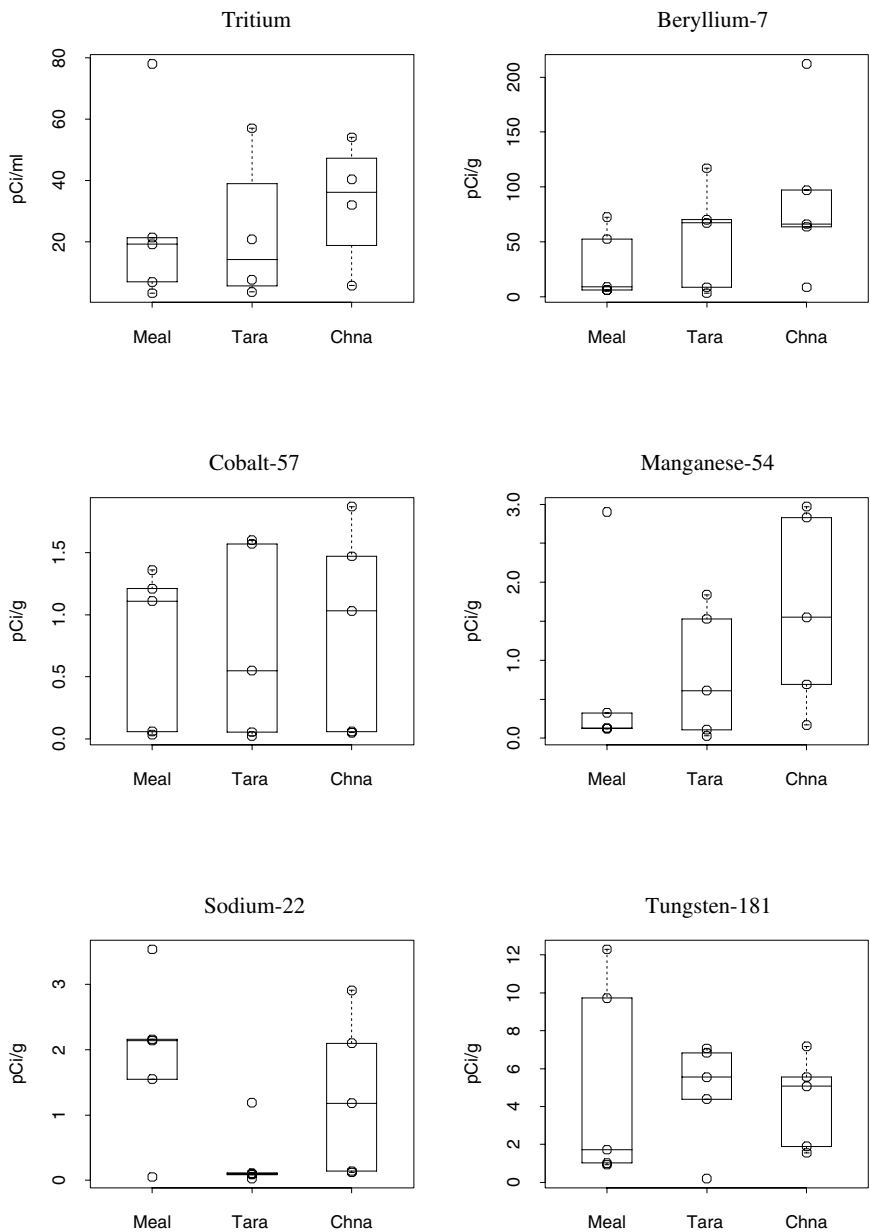 Tritium
80
60
40
20
pCi/ml
Meal Tara Chna
Beryllium-7
200
150
100
50
0
pCi/g
Meal Tara Chna
Cobalt-57
1.5
1.0
0.5
0.0
pCi/g
Meal Tara Chna
Manganese-54
3.0
2.0
1.0
0.0
pCi/g
Meal Tara Chna
Sodium-22
3
2
1
0
pCi/g
Meal Tara Chna
Tungsten-181
12
10
8
6
4
2
0
pCi/g
Meal Tara Chna